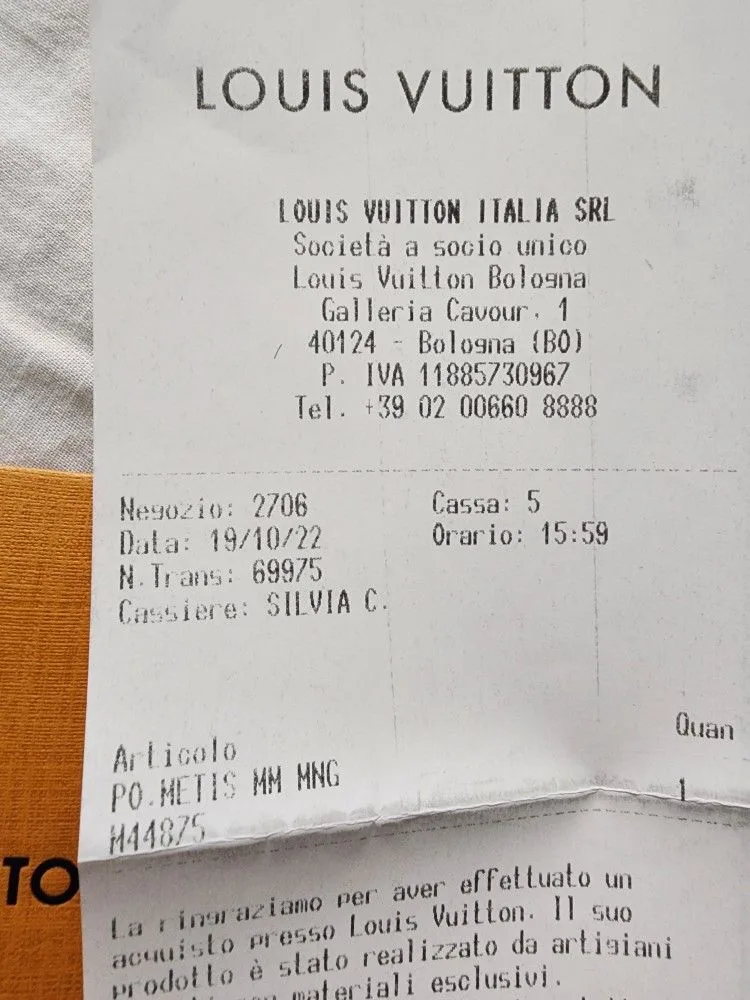 LOUIS VUITTON
LOUIS VUITTON ITALIA SRL
Società a socio unico
Louis Vuitton Bologna
Galleria Cavour, 1
40124 - Bologna (BO)
P. IVA 11885730967
Tel. +39 02 00660 8888
Negozio: 2706 Cassa: 5
Data: 19/10/22 Orario: 15:59
N.Trans: 69975
Cassiere: SILVIA C.
Articolo Quan
PO.METIS MM MNG 1
M44875
TO
La ringraziamo per aver effettuato un
acquisto presso Louis Vuitton. Il suo
prodotto è stato realizzato da artigiani
materiali esclusivi.